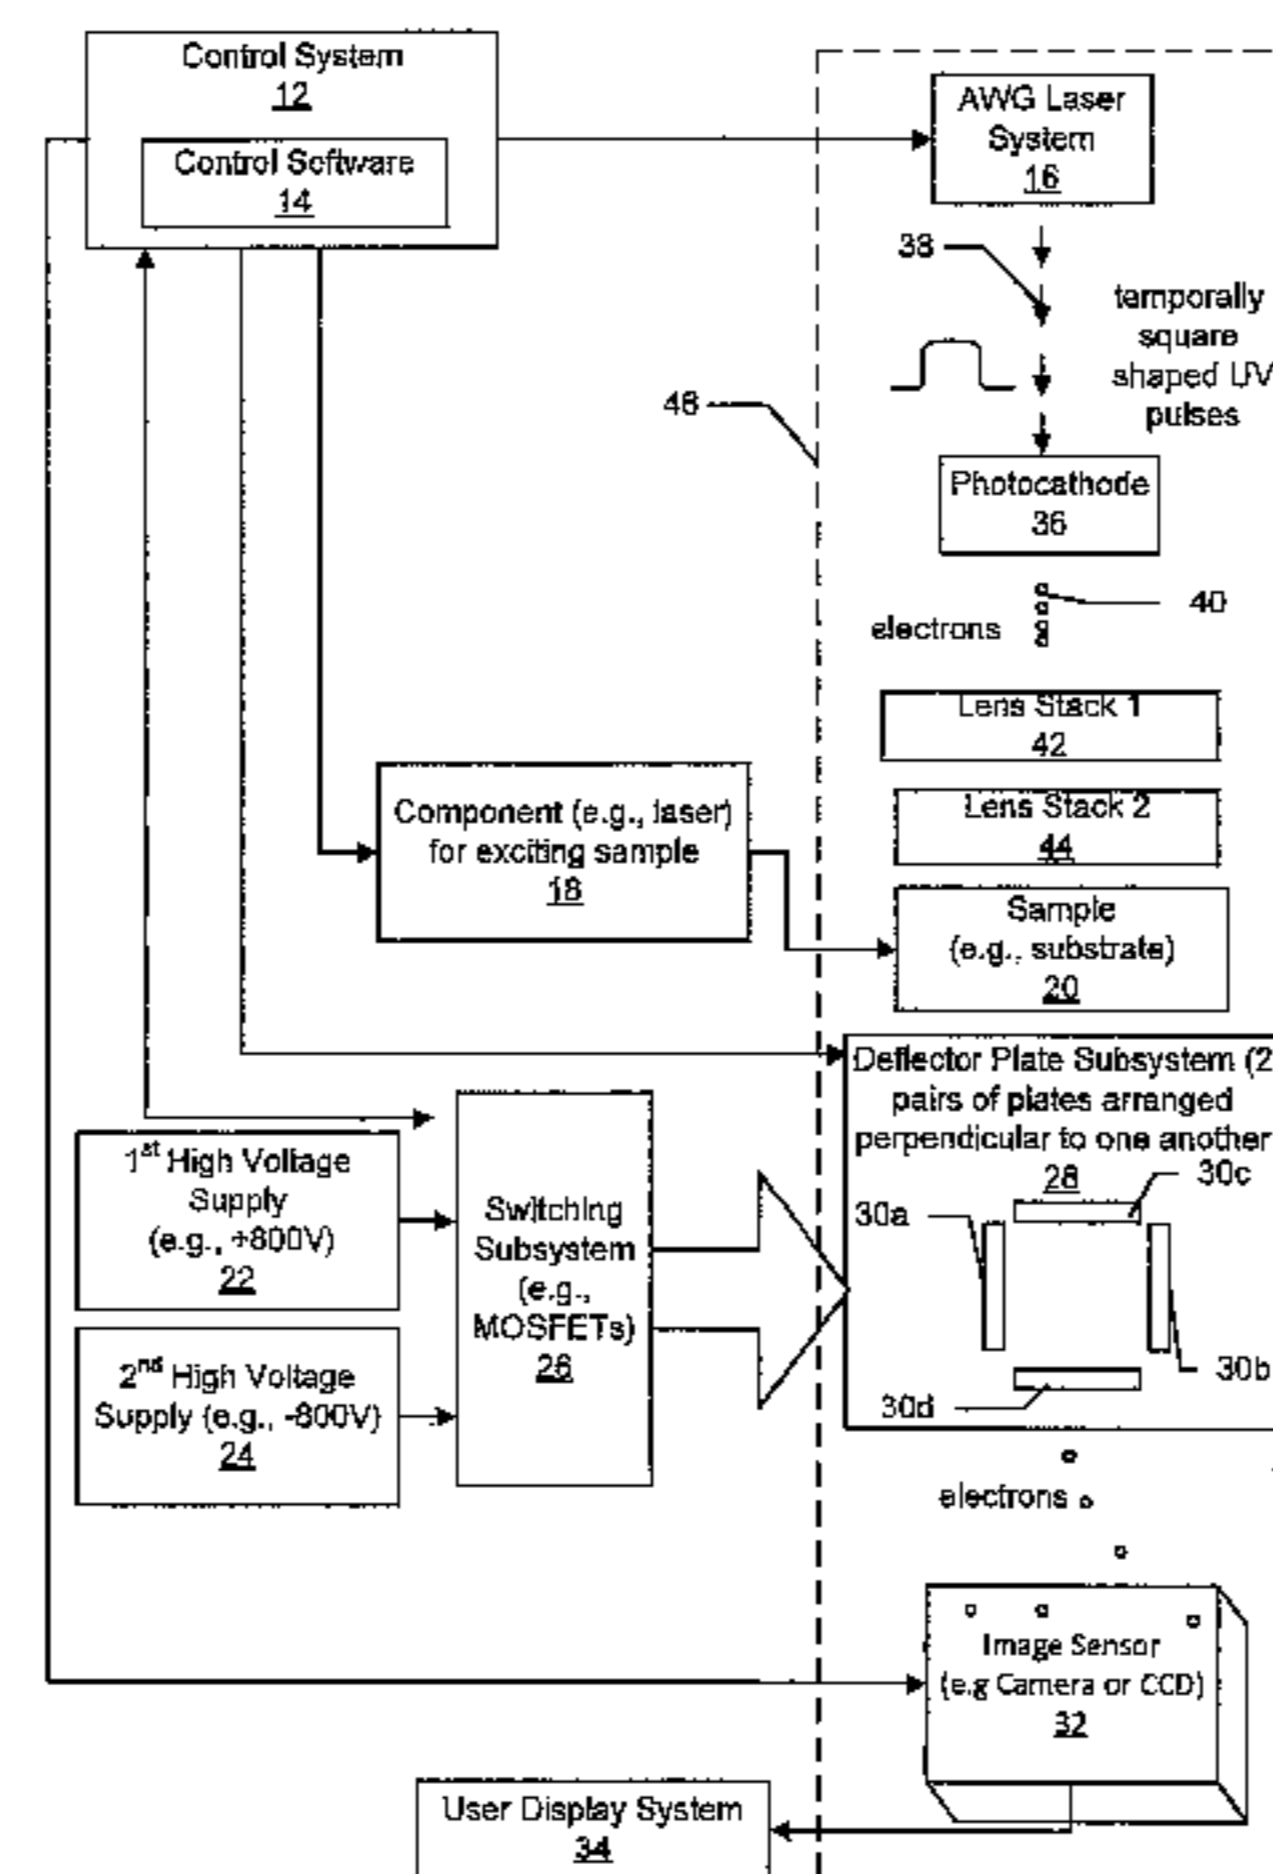 Control System
12
Control Software
14
AWG Laser
System
16
38
temporally
square
shaped UV
pulses
46
Photocathode
36
electrons
40
Lens Stack 1
42
Lens Stack 2
44
Component (e.g., laser)
for exciting sample
18
Sample
(e.g., substrate)
20
Deflector Plate Subsystem (2
pairs of plates arranged
perpendicular to one another
28
30c
30a
30b
30d
1st High Voltage
Supply
(e.g., +800V)
22
2nd High Voltage
Supply (e.g., -800V)
24
Switching
Subsystem
(e.g.,
MOSFETs)
26
electrons
Image Sensor
(e.g Camera or CCD)
32
User Display System
34